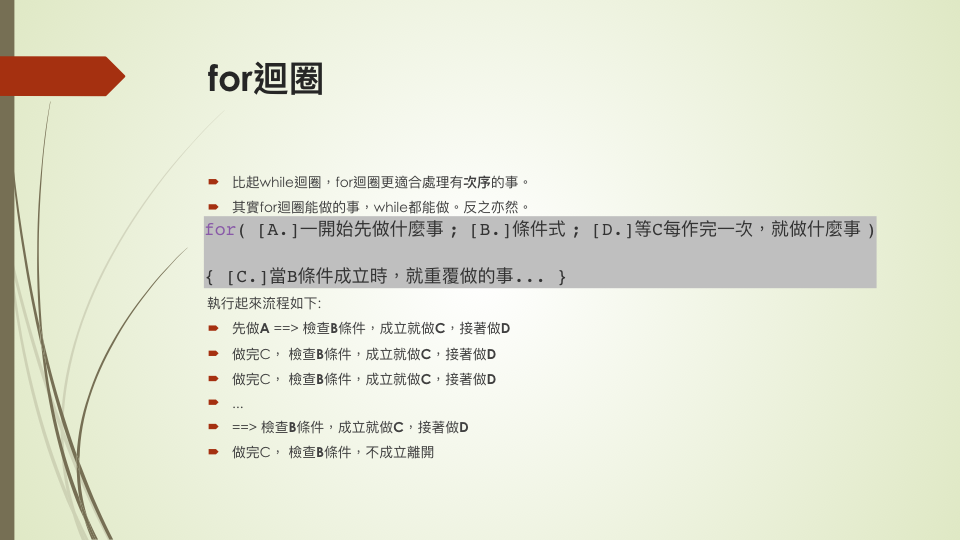 for迴圈
比起while迴圈，for迴圈更適合處理有次序的事。
其實for迴圈能做的事，while都能做。反之亦然。
for( [A.]一開始先做什麼事 ; [B.]條件式 ; [D.]等C每作完一次，就做什麼事 )
{ [C.]當B條件成立時，就重覆做的事... }
執行起來流程如下:
先做A ==> 檢查B條件，成立就做C，接著做D
做完C， 檢查B條件，成立就做C，接著做D
做完C， 檢查B條件，成立就做C，接著做D
...
==> 檢查B條件，成立就做C，接著做D
做完C， 檢查B條件，不成立離開